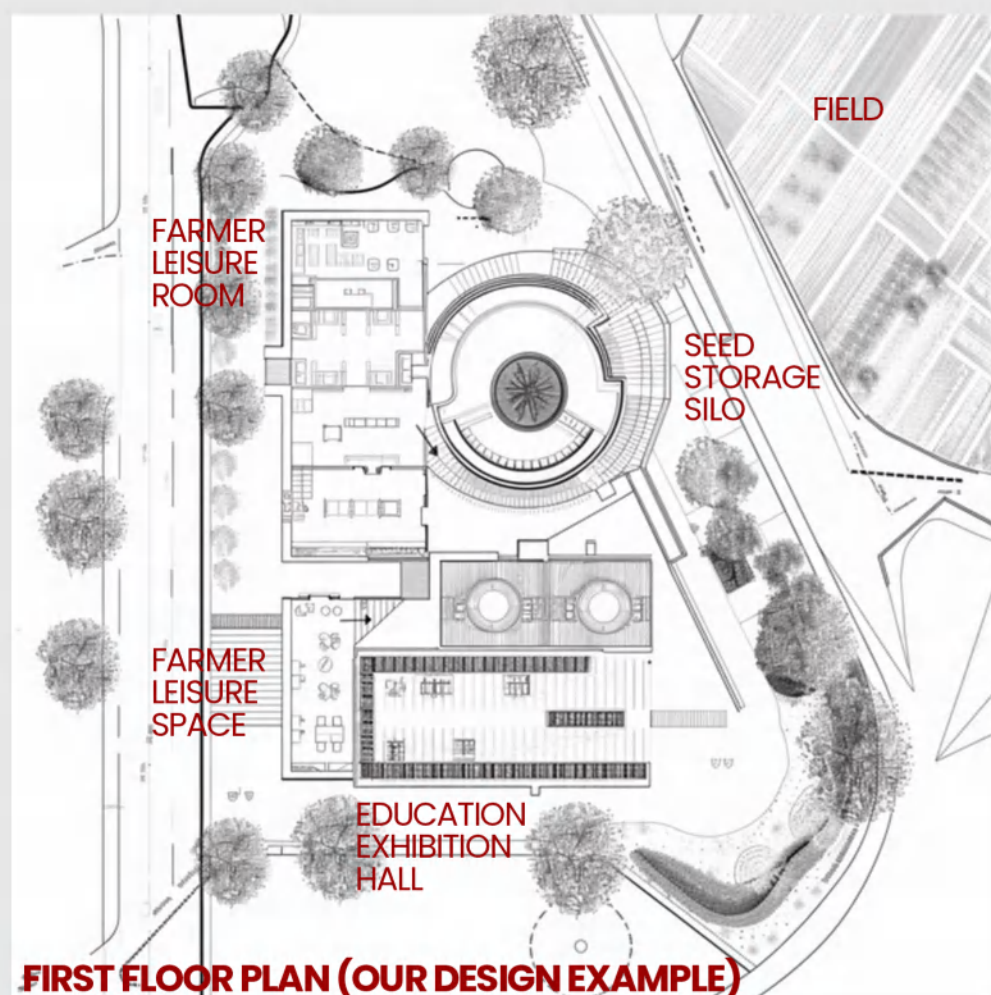 FIELD
FARMER
LEISURE
ROOM
SEED
STORAGE
SILO
FARMER
LEISURE
SPACE
EDUCATION
EXHIBITION
HALL
FIRST FLOOR PLAN (OUR DESIGN EXAMPLE)